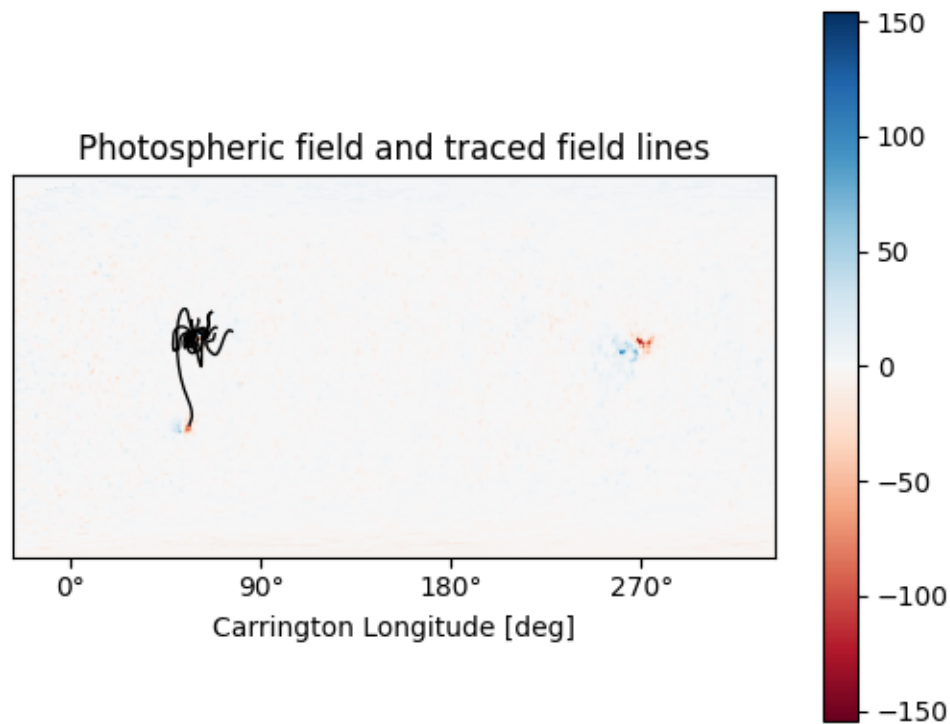 Photospheric field and traced field lines
0° 90° 180° 270°
Carrington Longitude [deg]
150
100
50
0
−50
−100
−150